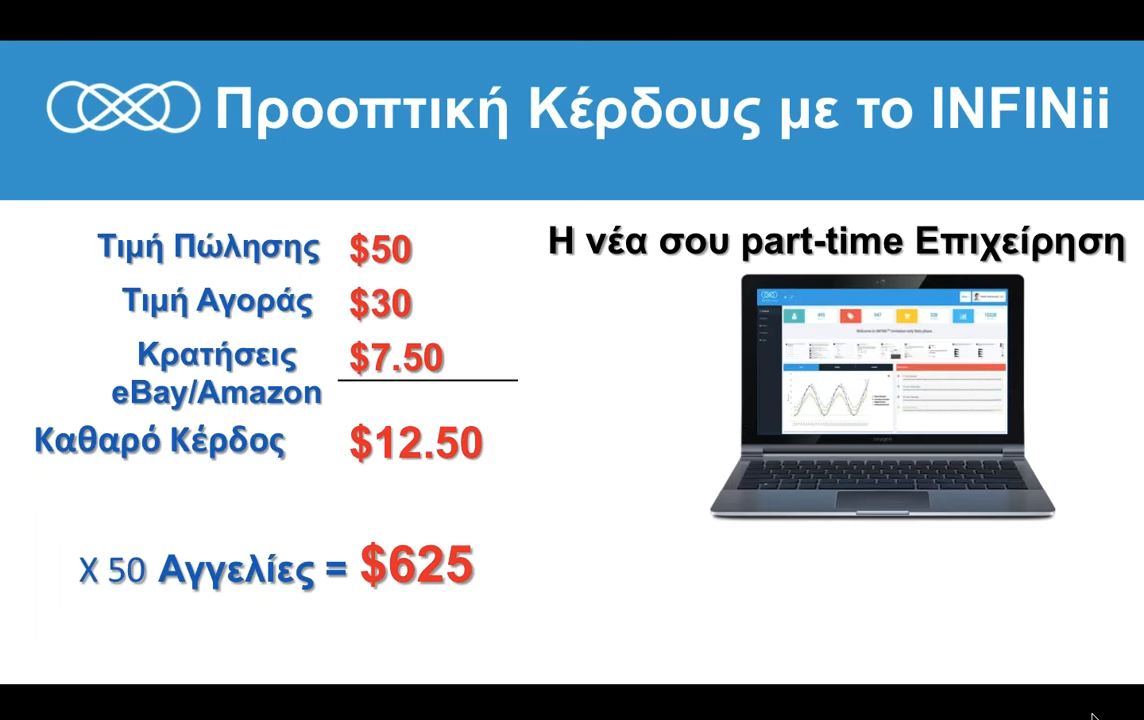 Προοπτική Κέρδους με το INFINii
Τιμή Πώλησης $50
Τιμή Αγοράς $30
Κρατήσεις $7.50
eBay/Amazon
Καθαρό Κέρδος $12.50
X 50 Αγγελίες = $625
Η νέα σου part-time Επιχείρηση